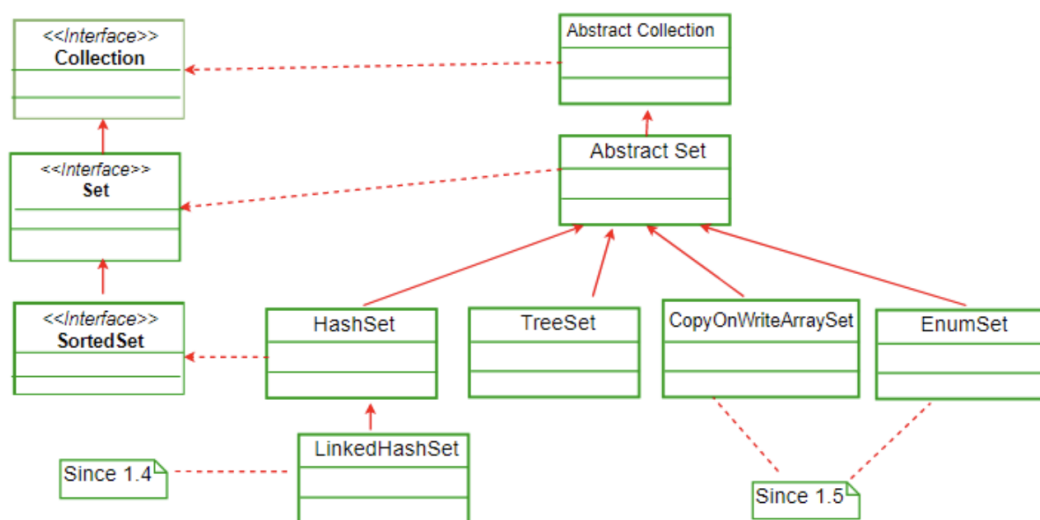 <<Interface>>
Collection
Abstract Collection
<<Interface>>
Set
Abstract Set
<<Interface>>
SortedSet
HashSet
TreeSet
CopyOnWriteArraySet
EnumSet
LinkedHashSet
Since 1.4
Since 1.5